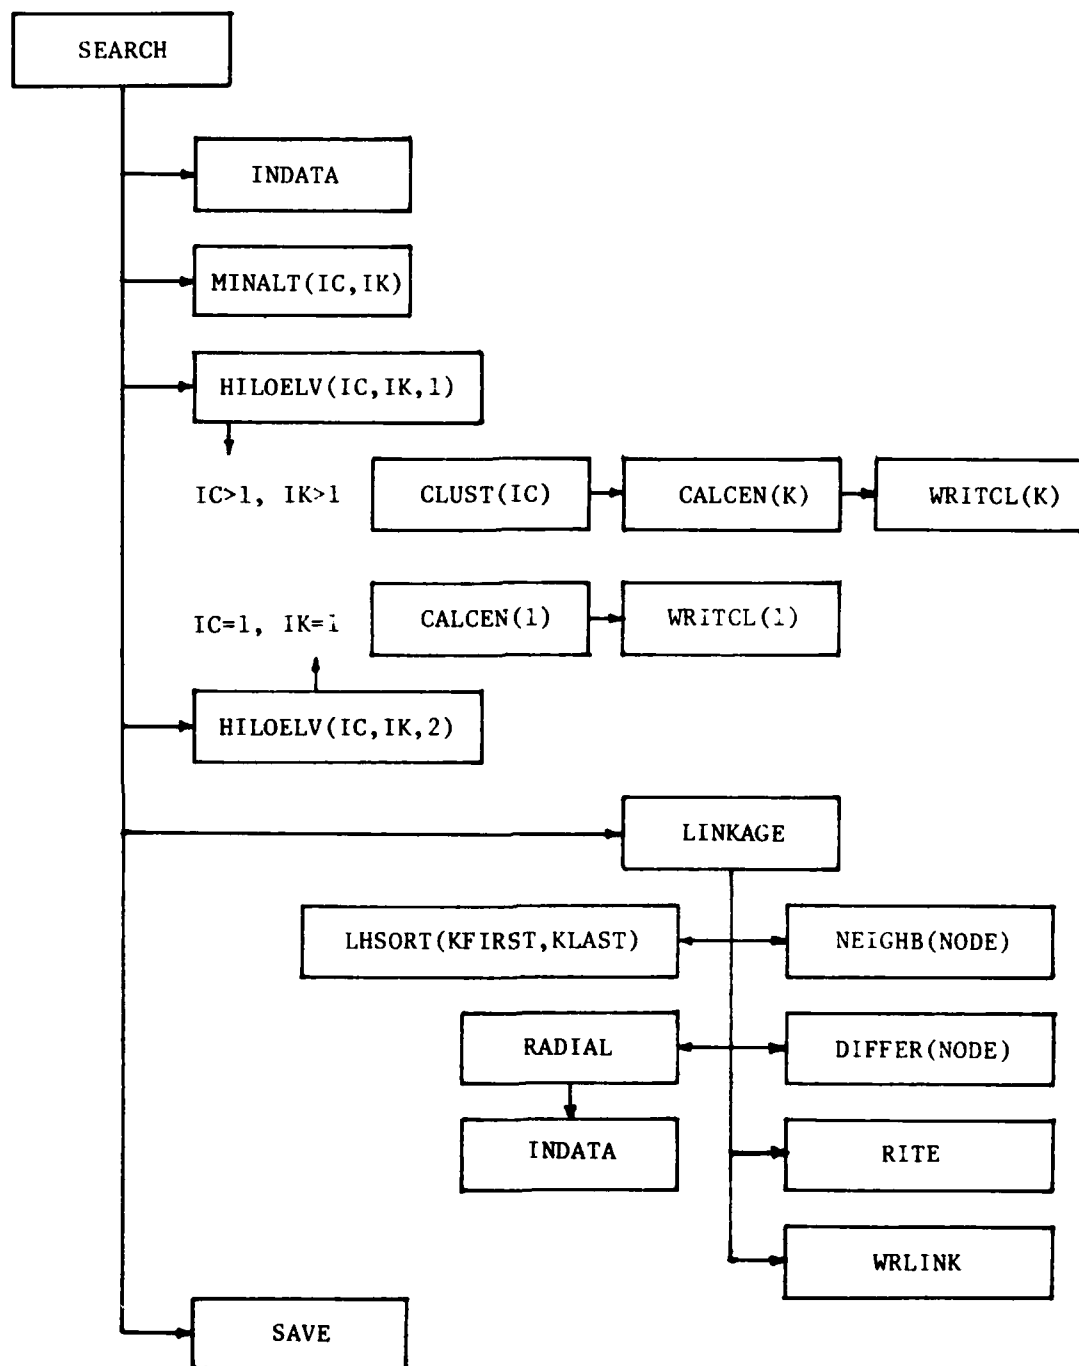 SEARCH
INDATA
MINALT(IC,IK)
HILOELV(IC,IK,1)
IC>1, IK>1
CLUST(IC)
CALCEN(K)
WRITCL(K)
IC=1, IK=1
CALCEN(1)
WRITCL(1)
HILOELV(IC,IK,2)
LINKAGE
LHSORT(KFIRST,KLAST)
NEIGHB(NODE)
RADIAL
DIFFER(NODE)
INDATA
RITE
WRLINK
SAVE